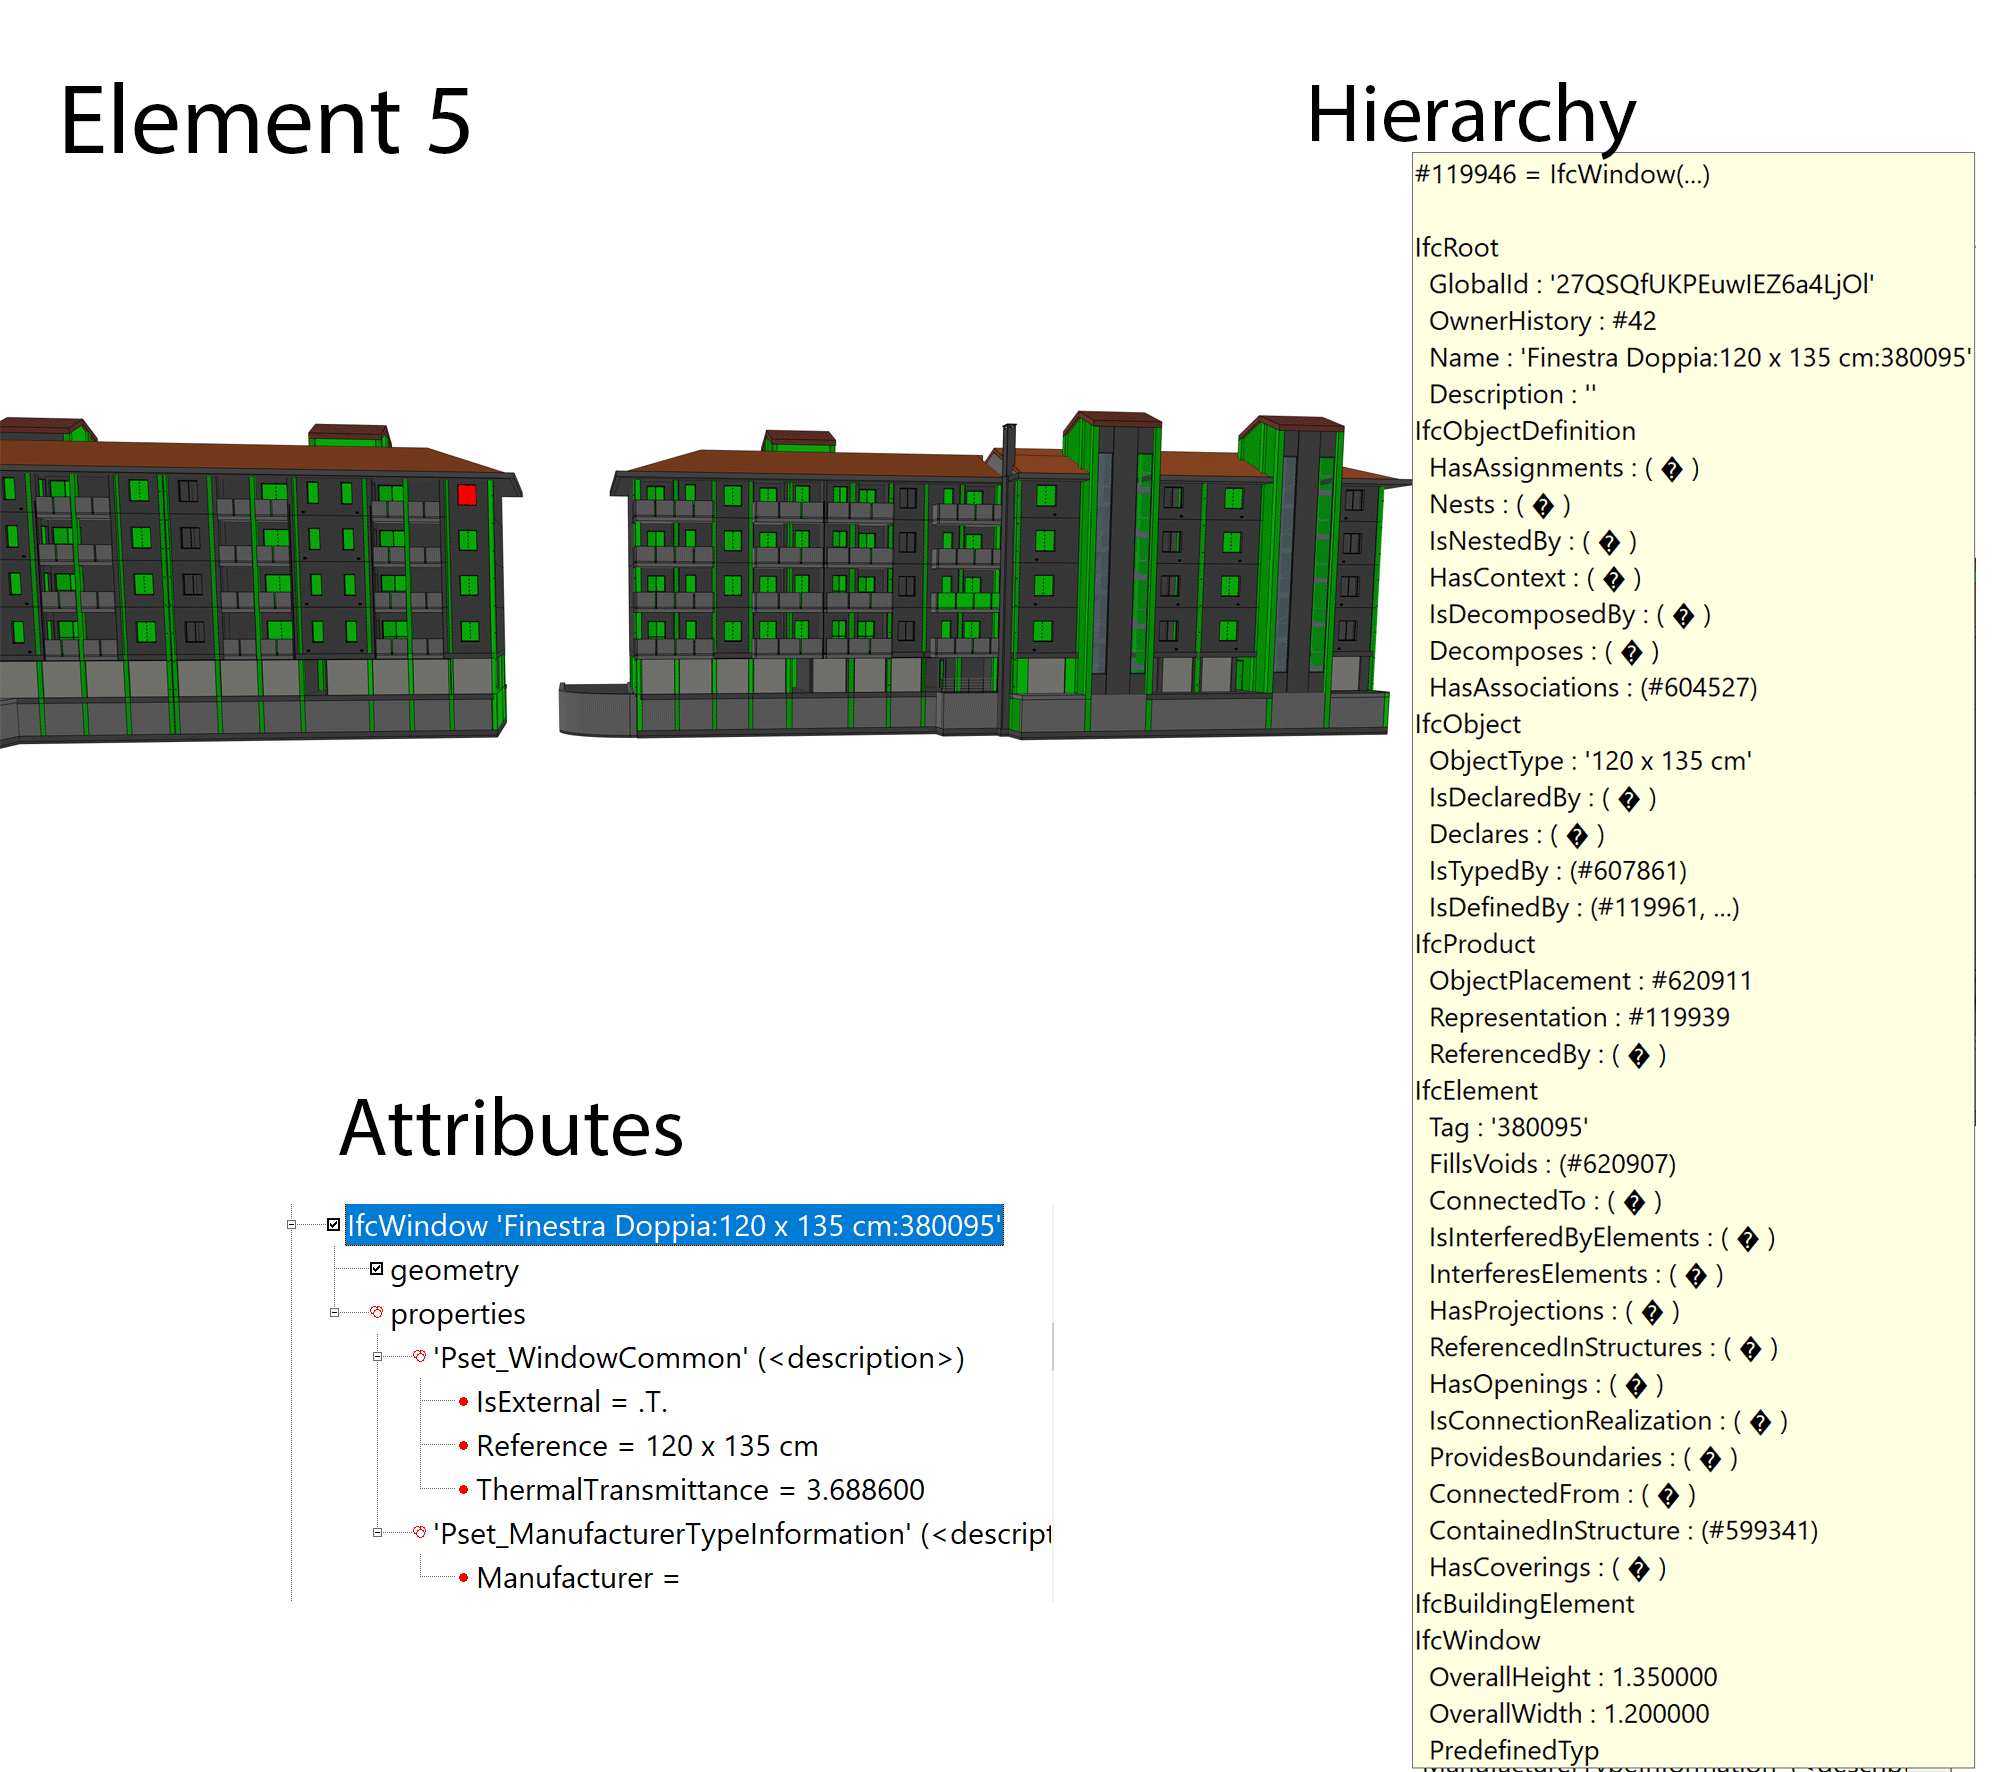 Element 5
Hierarchy
#119946 = IfcWindow(...)
IfcRoot
GlobalId : '27QSQfUKPEuwIEZ6a4LjOl'
OwnerHistory : #42
Name : 'Finestra Doppia:120 x 135 cm:380095'
Description : ''
IfcObjectDefinition
HasAssignments : ( � )
Nests : ( � )
IsNestedBy : ( � )
HasContext : ( � )
IsDecomposedBy : ( � )
Decomposes : ( � )
HasAssociations : (#604527)
IfcObject
ObjectType : '120 x 135 cm'
IsDeclaredBy : ( � )
Declares : ( � )
IsTypedBy : (#607861)
IsDefinedBy : (#119961, ...)
IfcProduct
ObjectPlacement : #620911
Representation : #119939
ReferencedBy : ( � )
IfcElement
Tag : '380095'
FillsVoids : (#620907)
ConnectedTo : ( � )
IsInterferedByElements : ( � )
InterferesElements : ( � )
HasProjections : ( � )
ReferencedInStructures : ( � )
HasOpenings : ( � )
IsConnectionRealization : ( � )
ProvidesBoundaries : ( � )
ConnectedFrom : ( � )
ContainedInStructure : (#599341)
HasCoverings : ( � )
IfcBuildingElement
IfcWindow
OverallHeight : 1.350000
OverallWidth : 1.200000
PredefinedTyp
Attributes
IfcWindow 'Finestra Doppia:120 x 135 cm:380095'
geometry
properties
'Pset_WindowCommon' (<description>)
IsExternal = .T.
Reference = 120 x 135 cm
ThermalTransmittance = 3.688600
'Pset_ManufacturerTypeInformation' (<descript
Manufacturer =